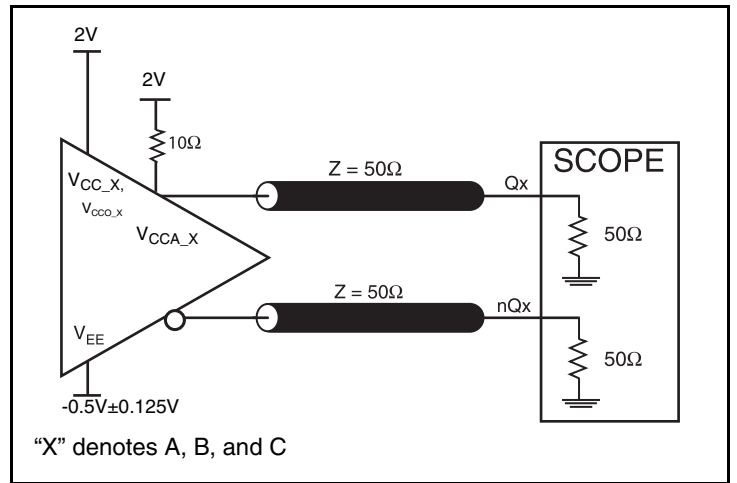 2V
2V
10Ω
Z = 50Ω
Qx
SCOPE
VCC_X,
VCCO_X
VCCA_X
50Ω
Z = 50Ω
nQx
VEE
50Ω
-0.5V±0.125V
“X” denotes A, B, and C